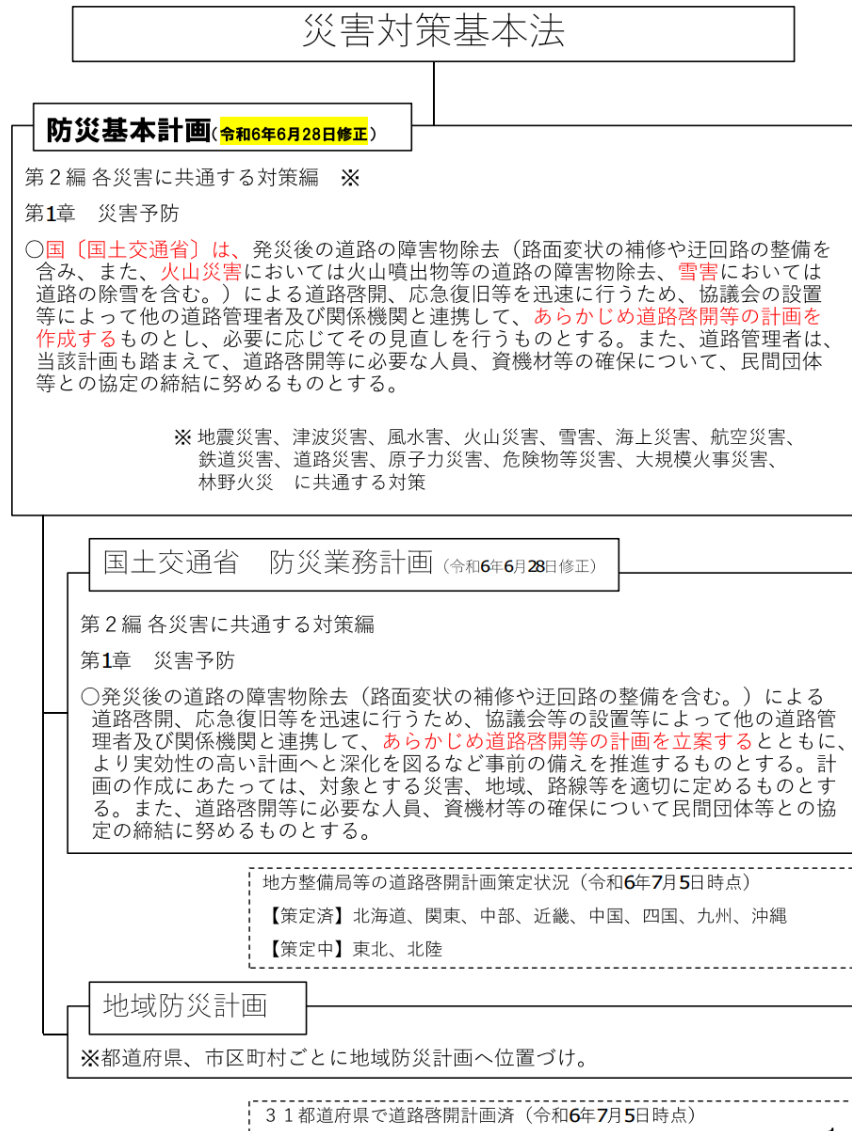 災害対策基本法
防災基本計画(令和6年6月28日修正)
第２編 各災害に共通する対策編　※
第1章　災害予防
○国〔国土交通省〕は、発災後の道路の障害物除去（路面変状の補修や迂回路の整備を
含み、また、火山災害においては火山噴出物等の道路の障害物除去、雪害においては
道路の除雪を含む。）による道路啓開、応急復旧等を迅速に行うため、協議会の設置
等によって他の道路管理者及び関係機関と連携して、あらかじめ道路啓開等の計画を
作成するものとし、必要に応じてその見直しを行うものとする。また、道路管理者は、
当該計画も踏まえて、道路啓開等に必要な人員、資機材等の確保について、民間団体
等との協定の締結に努めるものとする。
※ 地震災害、津波災害、風水害、火山災害、雪害、海上災害、航空災害、
鉄道災害、道路災害、原子力災害、危険物等災害、大規模火事災害、
林野火災　に共通する対策
国土交通省　防災業務計画（令和6年6月28日修正）
第２編 各災害に共通する対策編
第1章　災害予防
○発災後の道路の障害物除去（路面変状の補修や迂回路の整備を含む。）による
道路啓開、応急復旧等を迅速に行うため、協議会等の設置等によって他の道路管
理者及び関係機関と連携して、あらかじめ道路啓開等の計画を立案するとともに、
より実効性の高い計画へと深化を図るなど事前の備えを推進するものとする。計
画の作成にあたっては、対象とする災害、地域、路線等を適切に定めるものとす
る。また、道路啓開等に必要な人員、資機材等の確保について民間団体等との協
定の締結に努めるものとする。
地方整備局等の道路啓開計画策定状況（令和6年7月5日時点）
【策定済】北海道、関東、中部、近畿、中国、四国、九州、沖縄
【策定中】東北、北陸
地域防災計画
※都道府県、市区町村ごとに地域防災計画へ位置づけ。
３１都道府県で道路啓開計画済（令和6年7月5日時点）